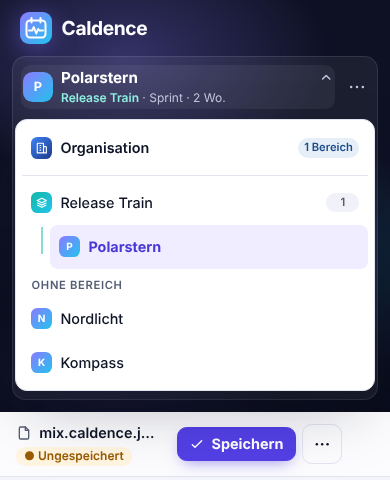 Caldence
P Polarstern
Release Train · Sprint · 2 Wo.
Organisation 1 Bereich
Release Train 1
P Polarstern
OHNE BEREICH
N Nordlicht
K Kompass
mix.caldence.j... Speichern
Ungespeichert